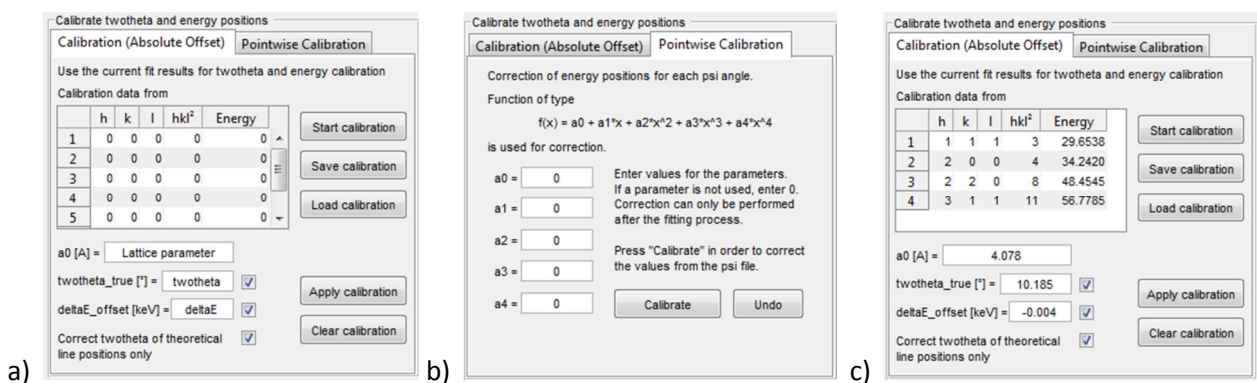 Calibrate twotheta and energy positions
Calibration (Absolute Offset) Pointwise Calibration
Use the current fit results for twotheta and energy calibration
Calibration data from
h k l hkl² Energy
1 0 0 0 0 0
2 0 0 0 0 0
3 0 0 0 0 0
4 0 0 0 0 0
5 0 0 0 0 0
Start calibration
Save calibration
Load calibration
a0 [A] = Lattice parameter
twotheta_true [°] = twotheta
deltaE_offset [keV] = deltaE
Correct twotheta of theoretical
line positions only
Apply calibration
Clear calibration
a)
Calibrate twotheta and energy positions
Calibration (Absolute Offset) Pointwise Calibration
Correction of energy positions for each psi angle.
Function of type
f(x) = a0 + a1*x + a2*x^2 + a3*x^3 + a4*x^4
is used for correction.
a0 = 0
a1 = 0
a2 = 0
a3 = 0
a4 = 0
Enter values for the parameters.
If a parameter is not used, enter 0.
Correction can only be performed
after the fitting process.
Press "Calibrate" in order to correct
the values from the psi file.
Calibrate Undo
b)
Calibrate twotheta and energy positions
Calibration (Absolute Offset) Pointwise Calibration
Use the current fit results for twotheta and energy calibration
Calibration data from
h k l hkl² Energy
1 1 1 1 3 29.6538
2 2 0 0 4 34.2420
3 2 2 0 8 48.4545
4 3 1 1 11 56.7785
Start calibration
Save calibration
Load calibration
a0 [A] = 4.078
twotheta_true [°] = 10.185
deltaE_offset [keV] = -0.004
Correct twotheta of theoretical
line positions only
Apply calibration
Clear calibration
c)